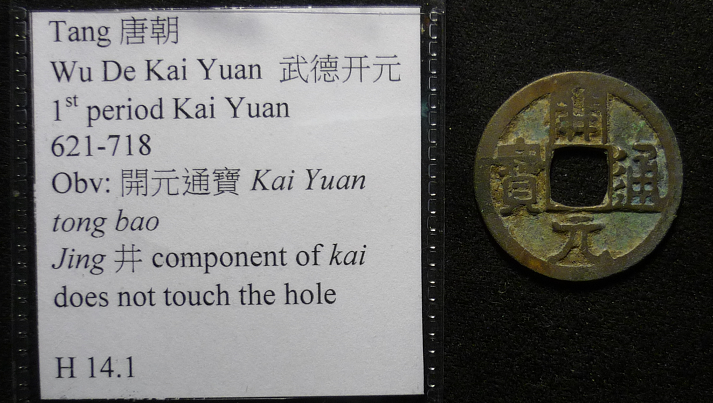 Tang 唐朝
Wu De Kai Yuan 武德开元
1st period Kai Yuan
621-718
Obv: 開元通寶 Kai Yuan
tong bao
Jing 井 component of kai
does not touch the hole
H 14.1
開元通寶